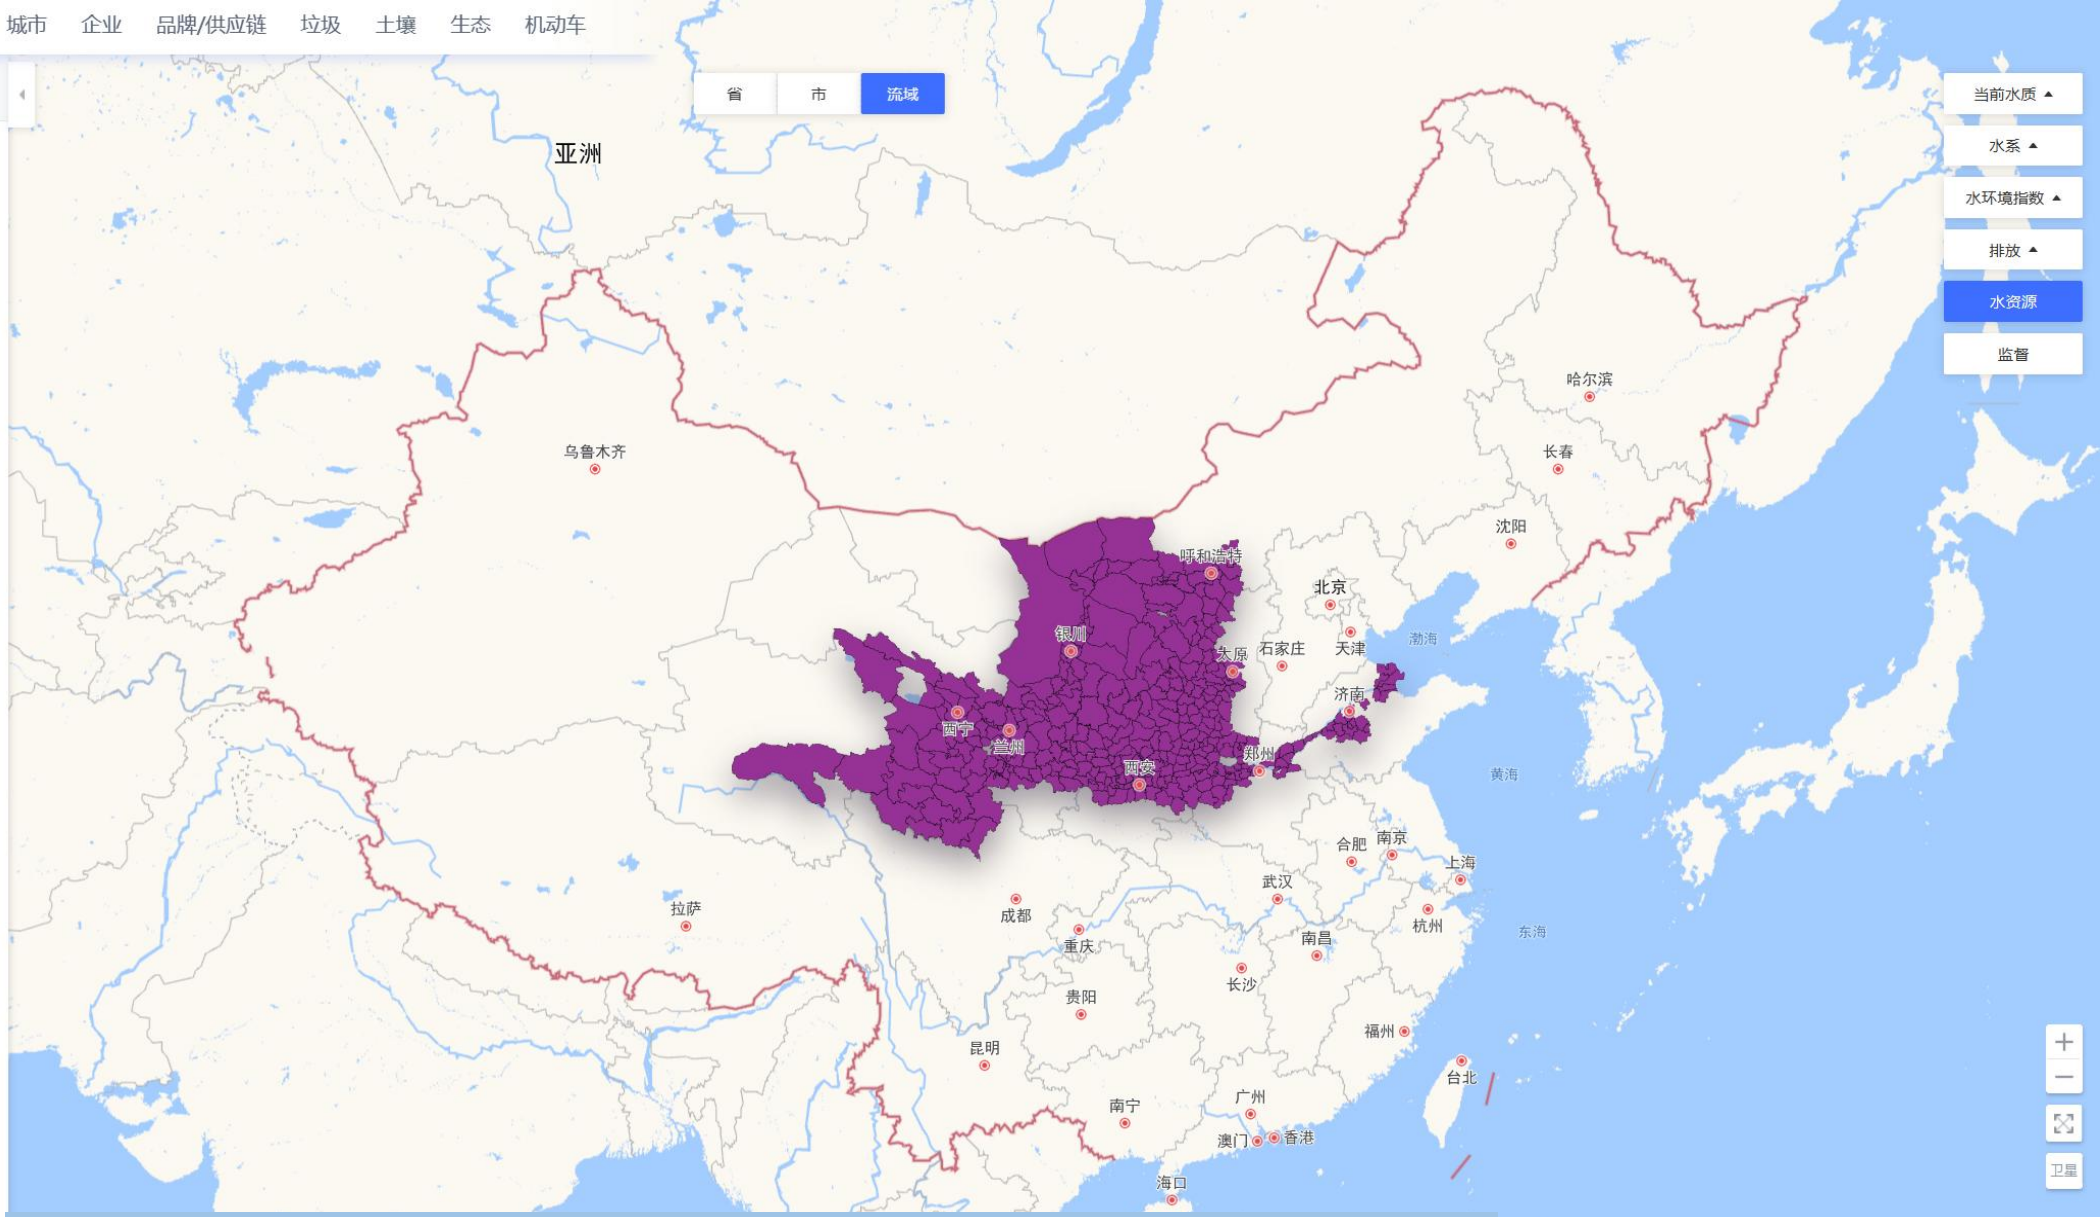 城市 企业 品牌/供应链 垃圾 土壤 生态 机动车
省 市 流域
当前水质
水系
水环境指数
排放
水资源
监督
亚洲
哈尔滨
乌鲁木齐
长春
沈阳
呼和浩特
北京
银川
太原
石家庄
天津
渤海
济南
西宁
兰州
郑州
西安
黄海
合肥
南京
上海
武汉
拉萨
成都
杭州
重庆
南昌
东海
长沙
贵阳
福州
昆明
台北
广州
南宁
澳门
香港
海口
卫星